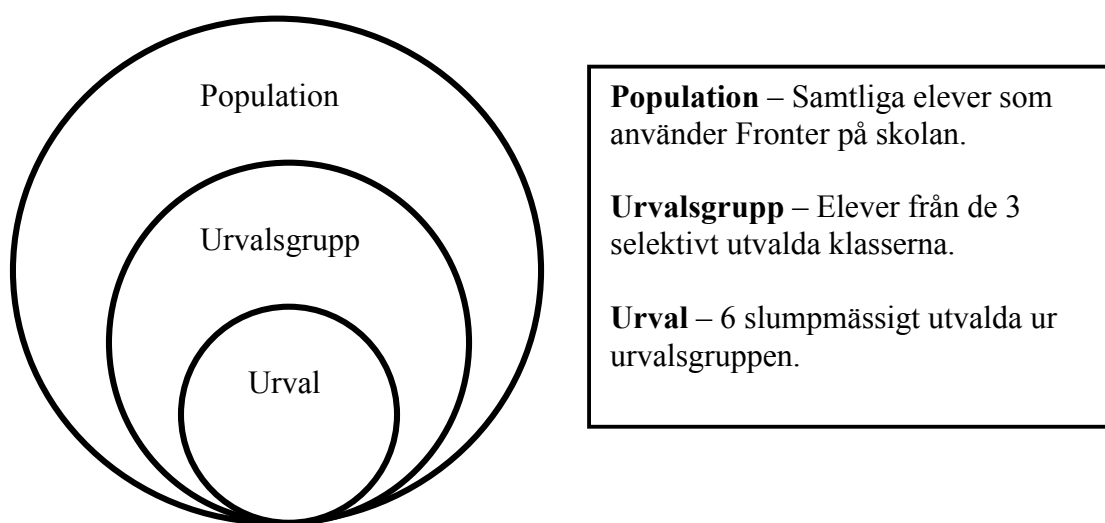 Population
Urvalsgrupp
Urval
Population – Samtliga elever som
använder Fronter på skolan.
Urvalsgrupp – Elever från de 3
selektivt utvalda klasserna.
Urval – 6 slumpmässigt utvalda ur
urvalsgruppen.